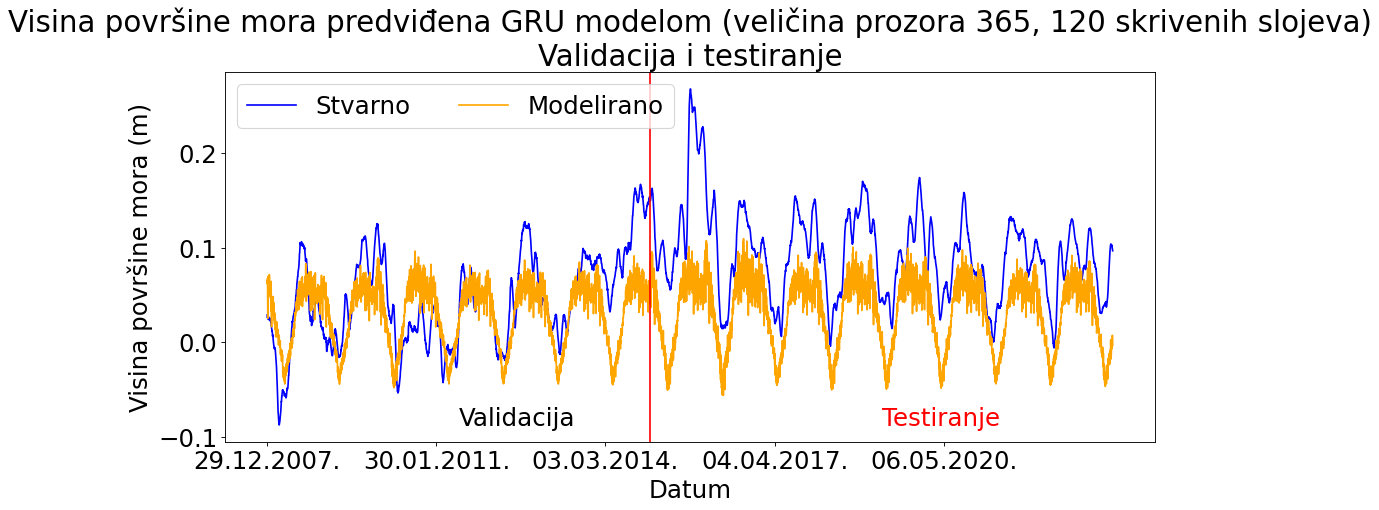 Visina površine mora predviđena GRU modelom (veličina prozora 365, 120 skrivenih slojeva)
Validacija i testiranje
Stvarno
Modelirano
Visina površine mora (m)
0.2
0.1
0.0
−0.1
Validacija
Testiranje
29.12.2007.
30.01.2011.
03.03.2014.
04.04.2017.
06.05.2020.
Datum